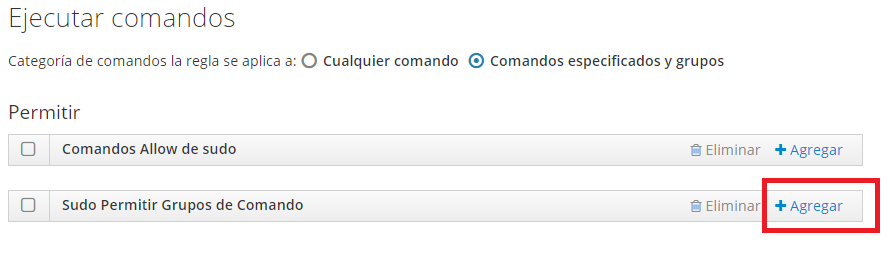 Ejecutar comandos
Categoría de comandos la regla se aplica a: Cualquier comando Comandos especificados y grupos
Permitir
Comandos Allow de sudo Eliminar Agregar
Sudo Permitir Grupos de Comando Eliminar Agregar